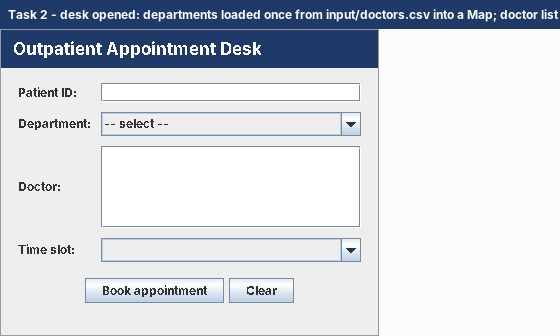 Task 2 - desk opened: departments loaded once from input/doctors.csv into a Map; doctor list
Outpatient Appointment Desk
Patient ID:
Department: -- select --
Doctor:
Time slot:
Book appointment Clear